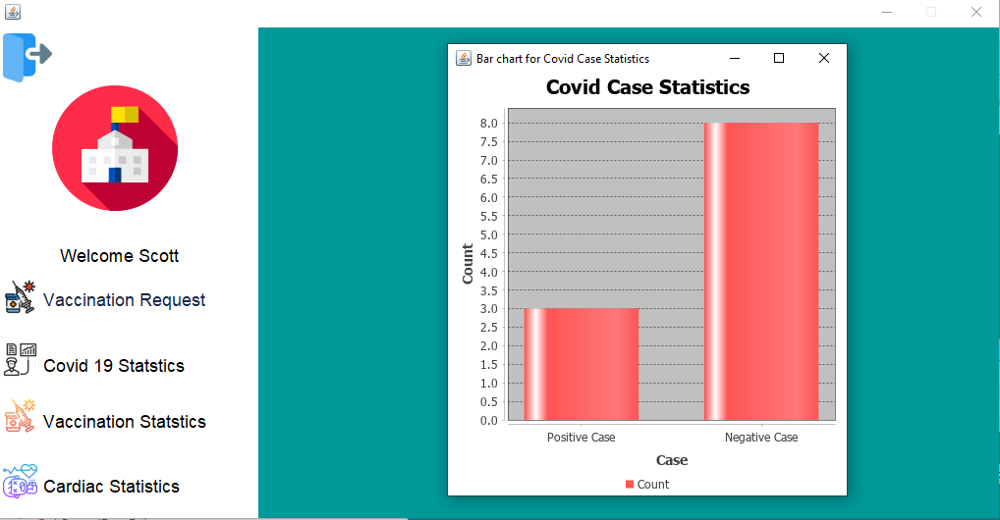 Welcome Scott
Vaccination Request
Covid 19 Statstics
Vaccination Statstics
Cardiac Statistics
Bar chart for Covid Case Statistics
Covid Case Statistics
Count
8.0
7.5
7.0
6.5
6.0
5.5
5.0
4.5
4.0
3.5
3.0
2.5
2.0
1.5
1.0
0.5
0.0
Positive Case Negative Case
Case
Count